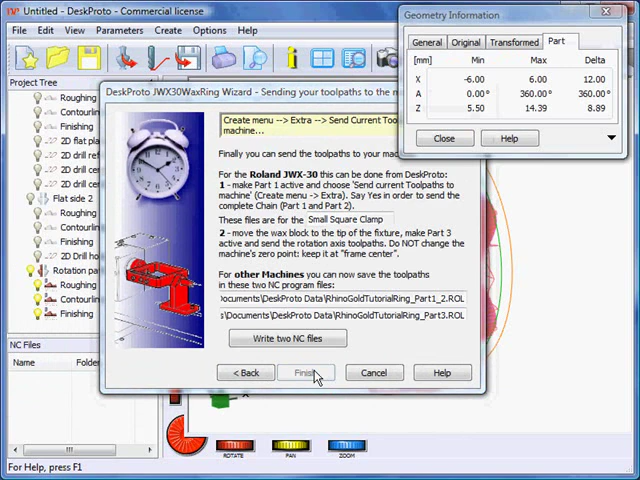 Untitled - DeskProto - Commercial license
File Edit View Parameters Create Options
Project Tree
Roughing
Contouring
Finishing
2D flat
2D drill
2D drill
2D
Flat side 2
Roughing
Contouring
Finishing
2D Drill
Rotation
Roughing
Contouring
Finishing
NC Files
Name Folder
DeskProto JWX30WaxRing Wizard - Sending your toolpaths to the
Create menu --> Extra --> Send Current
machine...
Finally you can send the toolpaths to your
For the Roland JWX-30 this can be done from DeskProto:
1 - make Part 1 active and choose 'Send current Toolpaths to
machine' (Create menu -> Extra). Say Yes in order to send the
complete Chain (Part 1 and Part 2).
These files are for the Small Square Clamp
2 - move the wax block to the tip of the fixture, make Part 3
active and send the rotation axis toolpaths. Do NOT change the
machine's zero point: keep it at "frame center".
For other Machines you can now save the toolpaths
in these two NC program files:
\DeskProto Data\RhinoGoldTutorialRing_Part1_2.ROL
s/Documents\DeskProto Data\RhinoGoldTutorialRing_Part3.ROL
Write two NC files
< Back Cancel Help
Geometry Information
General Original Transformed Part
[mm] Min Max Delta
X -6.00 6.00 12.00
A 0.00° 360.00° 360.00°
Z 5.50 14.39 8.89
Close Help
ROTATE PAN ZOOM
For Help, press F1